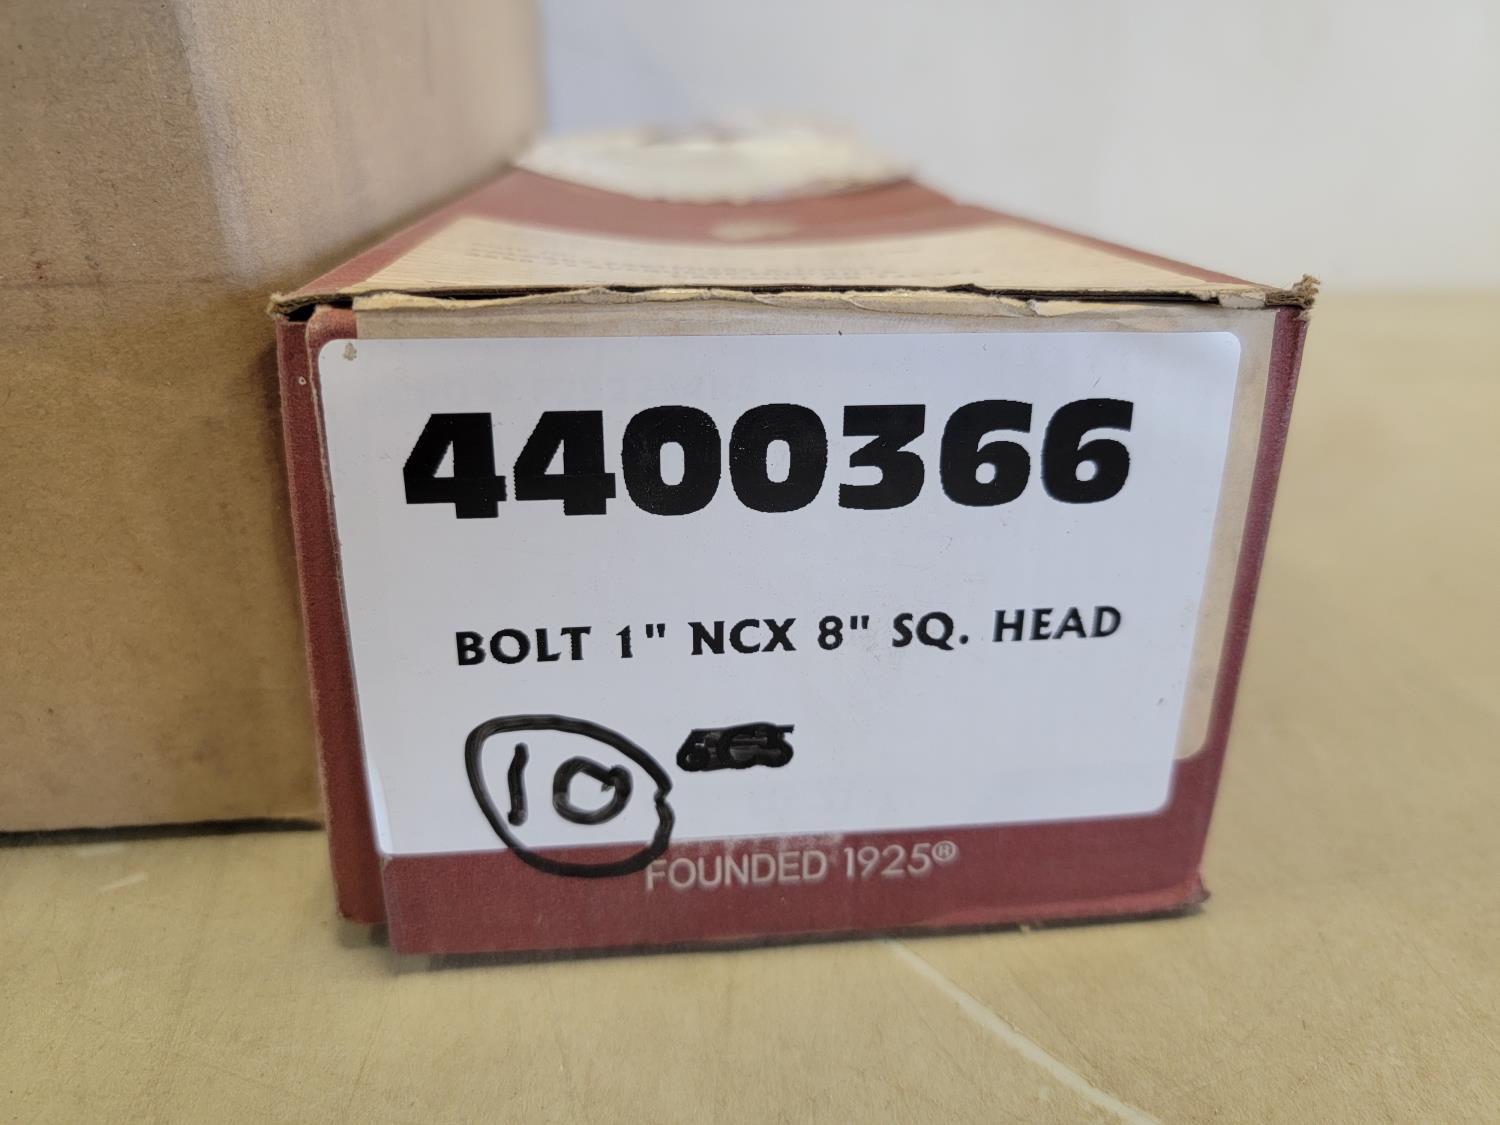 4400366
BOLT 1" NCX 8" SQ. HEAD
10
FOUNDED 1925®